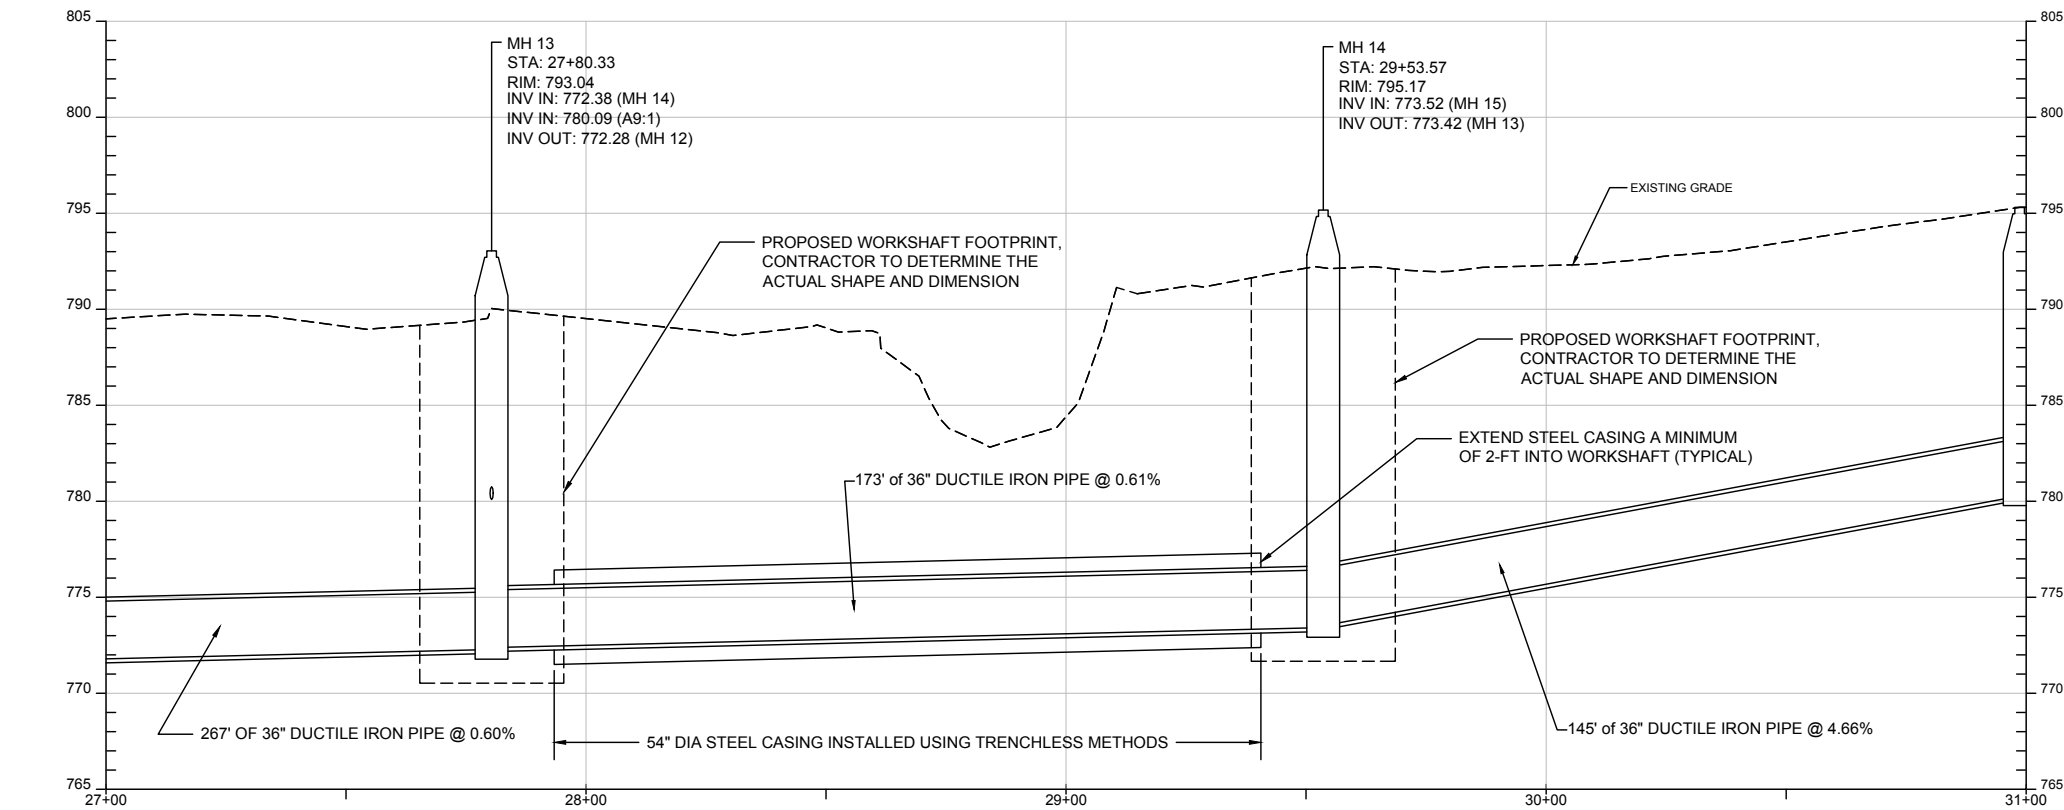 805
805
MH 13
STA: 27+80.33
RIM: 793.04
INV IN: 772.38 (MH 14)
INV IN: 780.09 (A9:1)
INV OUT: 772.28 (MH 12)
MH 14
STA: 29+53.57
RIM: 795.17
INV IN: 773.52 (MH 15)
INV OUT: 773.42 (MH 13)
800
800
EXISTING GRADE
795
795
PROPOSED WORKSHAFT FOOTPRINT,
CONTRACTOR TO DETERMINE THE
ACTUAL SHAPE AND DIMENSION
790
790
PROPOSED WORKSHAFT FOOTPRINT,
CONTRACTOR TO DETERMINE THE
ACTUAL SHAPE AND DIMENSION
785
785
EXTEND STEEL CASING A MINIMUM
OF 2-FT INTO WORKSHAFT (TYPICAL)
173' of 36" DUCTILE IRON PIPE @ 0.61%
780
780
775
775
770
770
267' OF 36" DUCTILE IRON PIPE @ 0.60%
54" DIA STEEL CASING INSTALLED USING TRENCHLESS METHODS
145' of 36" DUCTILE IRON PIPE @ 4.66%
765
765
27+00
28+00
29+00
30+00
31+00